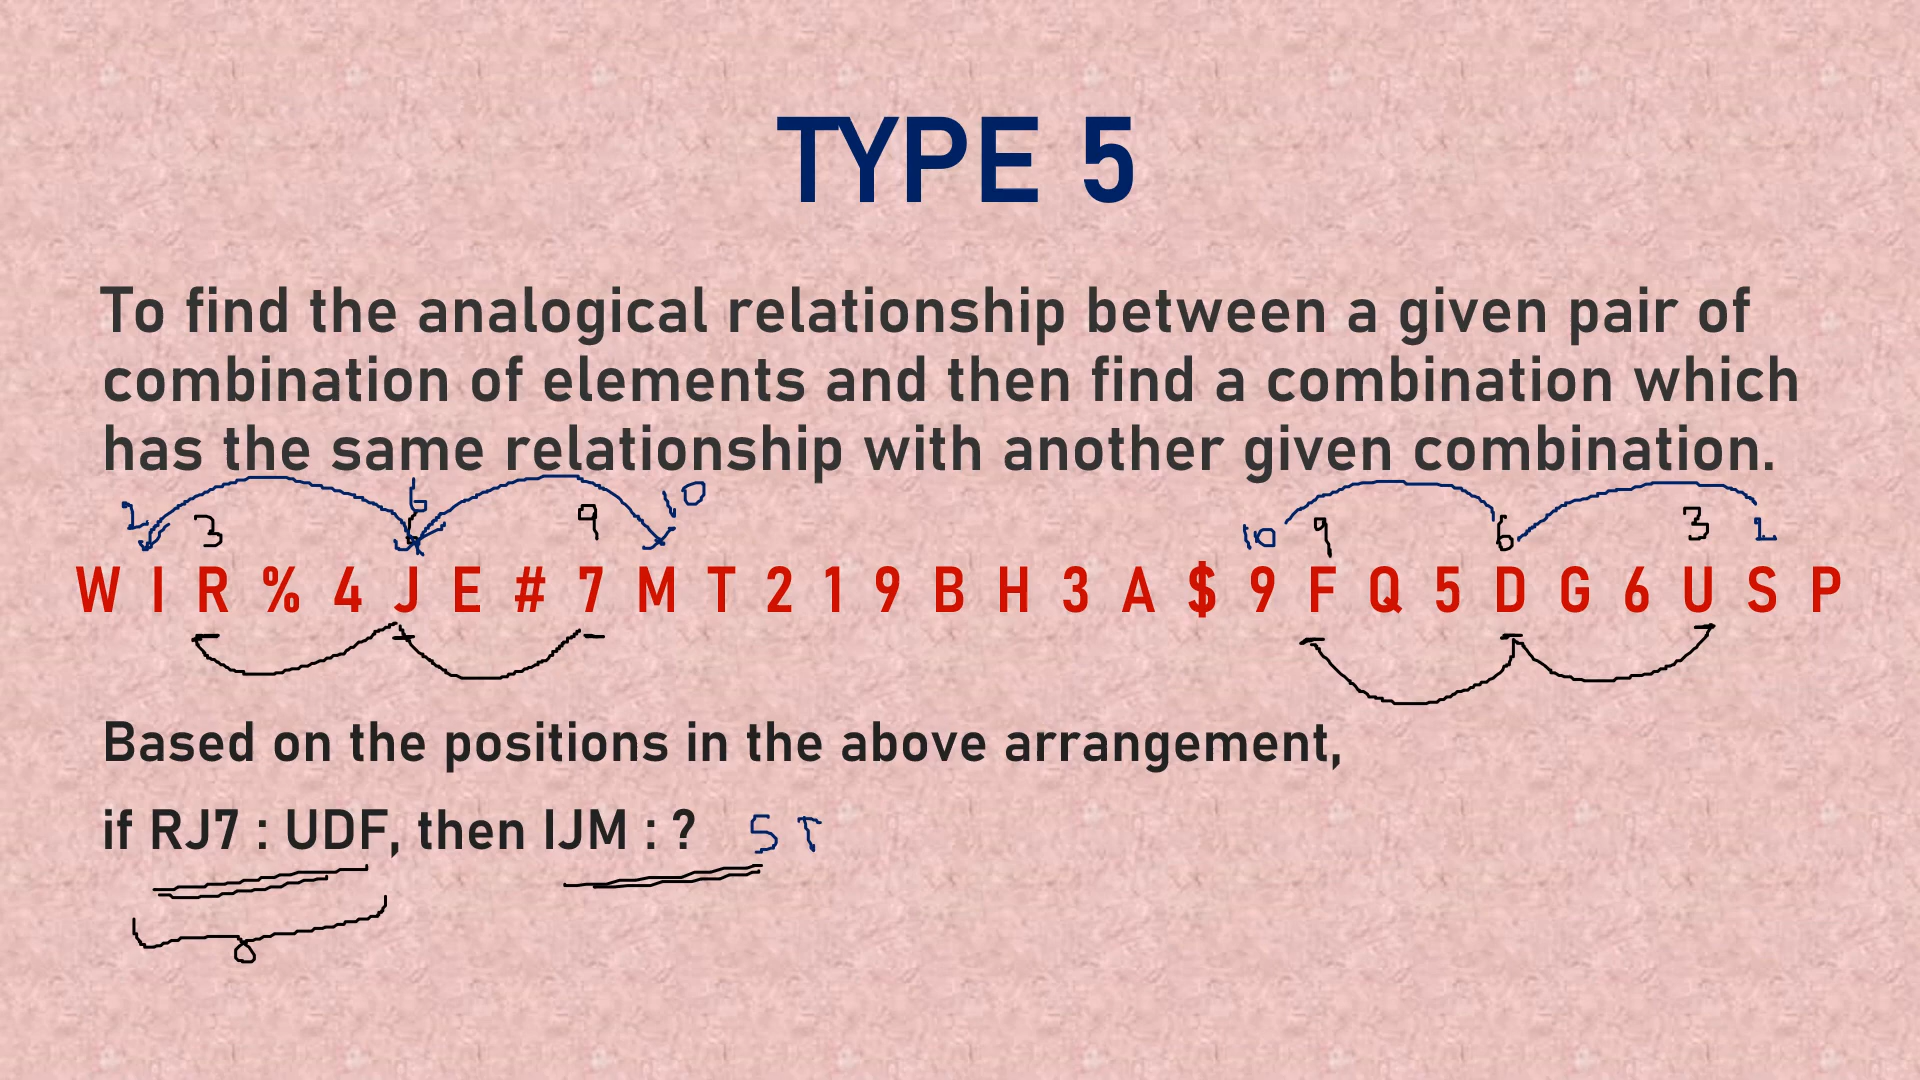 TYPE 5
To find the analogical relationship between a given pair of
combination of elements and then find a combination which
has the same relationship with another given combination.
2 3 6 9 10 10 9 6 3 2
W I R % 4 J E # 7 M T 2 1 9 B H 3 A $ 9 F Q 5 D G 6 U S P
Based on the positions in the above arrangement,
if RJ7 : UDF, then IJM : ? S